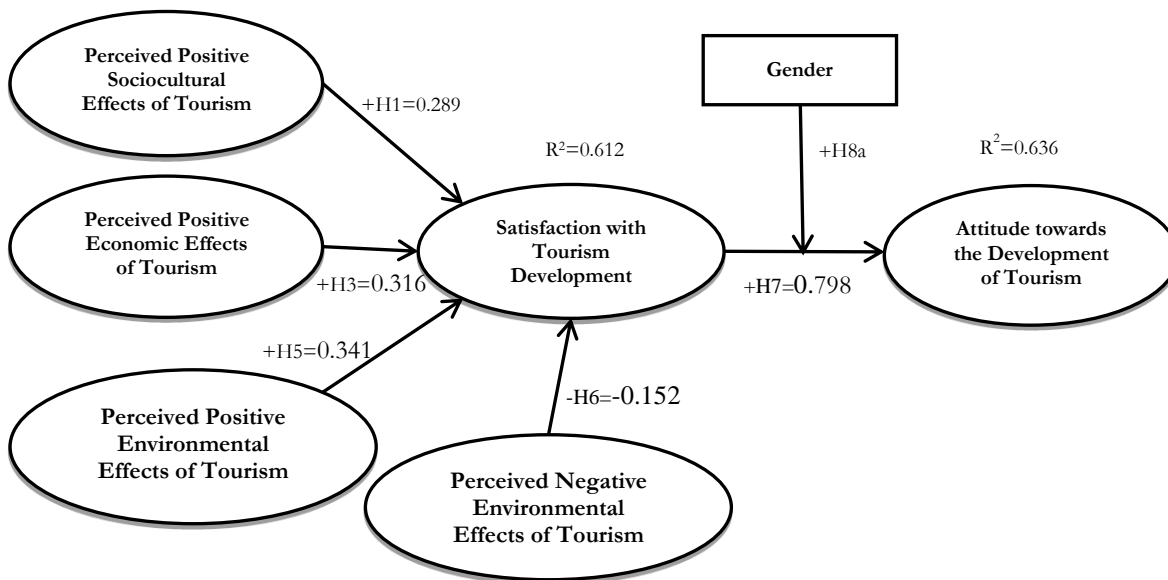 Perceived Positive
Sociocultural
Effects of Tourism
Gender
+H1=0.289
R²=0.612
+H8a
R²=0.636
Perceived Positive
Economic Effects
of Tourism
Satisfaction with
Tourism
Development
Attitude towards
the Development
of Tourism
+H3=0.316
+H7=0.798
+H5=0.341
-H6=-0.152
Perceived Positive
Environmental
Effects of Tourism
Perceived Negative
Environmental
Effects of Tourism